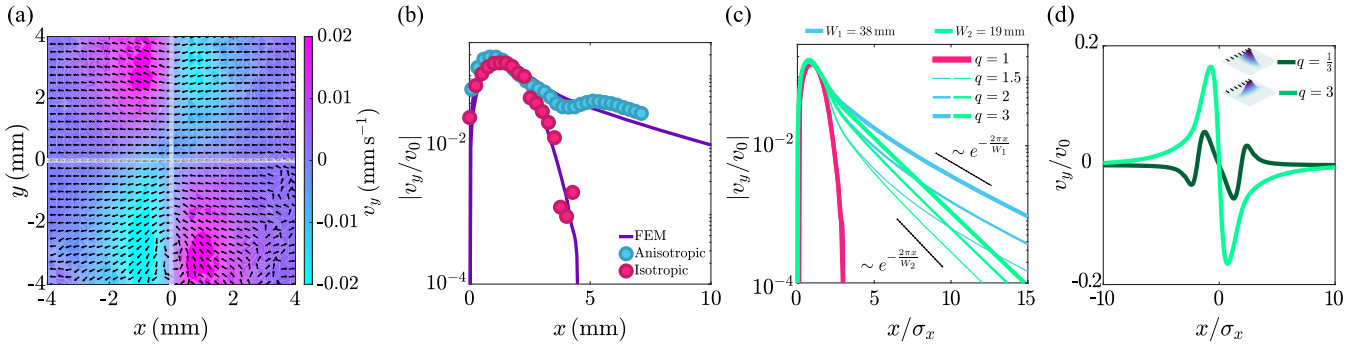 (a)
4
2
0
-2
-4
-4
-2
0
2
4
y (mm)
x (mm)
0.02
0.01
0
-0.01
-0.02
v_y (mm s^{-1})
(b)
10^{-2}
10^{-4}
|v_y/v_0|
FEM
Anisotropic
Isotropic
0
5
10
x (mm)
(c)
W_1 = 38 mm
W_2 = 19 mm
q = 1
q = 1.5
q = 2
q = 3
10^{-2}
10^{-4}
|v_y/v_0|
∼ e^{-\frac{2πx}{W_1}}
∼ e^{-\frac{2πx}{W_2}}
0
5
10
15
x/σ_x
(d)
0.2
0
-0.2
v_y/v_0
q = \frac{1}{3}
q = 3
-10
0
10
x/σ_x